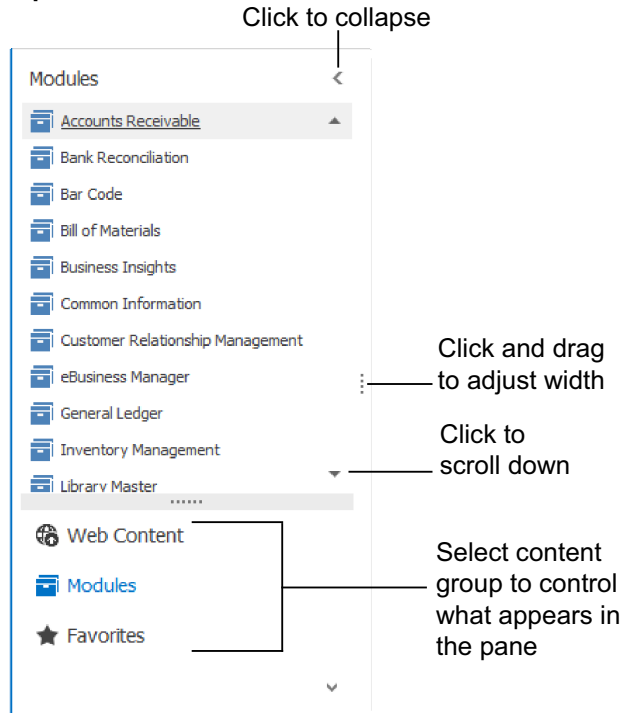 Click to collapse
Modules
Accounts Receivable
Bank Reconciliation
Bar Code
Bill of Materials
Business Insights
Common Information
Customer Relationship Management
eBusiness Manager
General Ledger
Inventory Management
Library Master
Click and drag
to adjust width
Click to
scroll down
Web Content
Modules
Favorites
Select content
group to control
what appears in
the pane